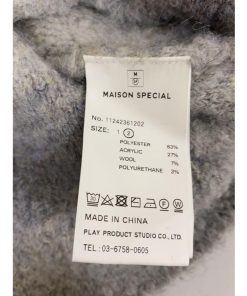 M
MAISON SPECIAL
No. 11242361202
SIZE: 1 2
POLYESTER 63%
ACRYLIC 27%
WOOL 7%
POLYURETHANE 3%
MADE IN CHINA
PLAY PRODUCT STUDIO CO., LTD.
TEL : 03-6758-0605